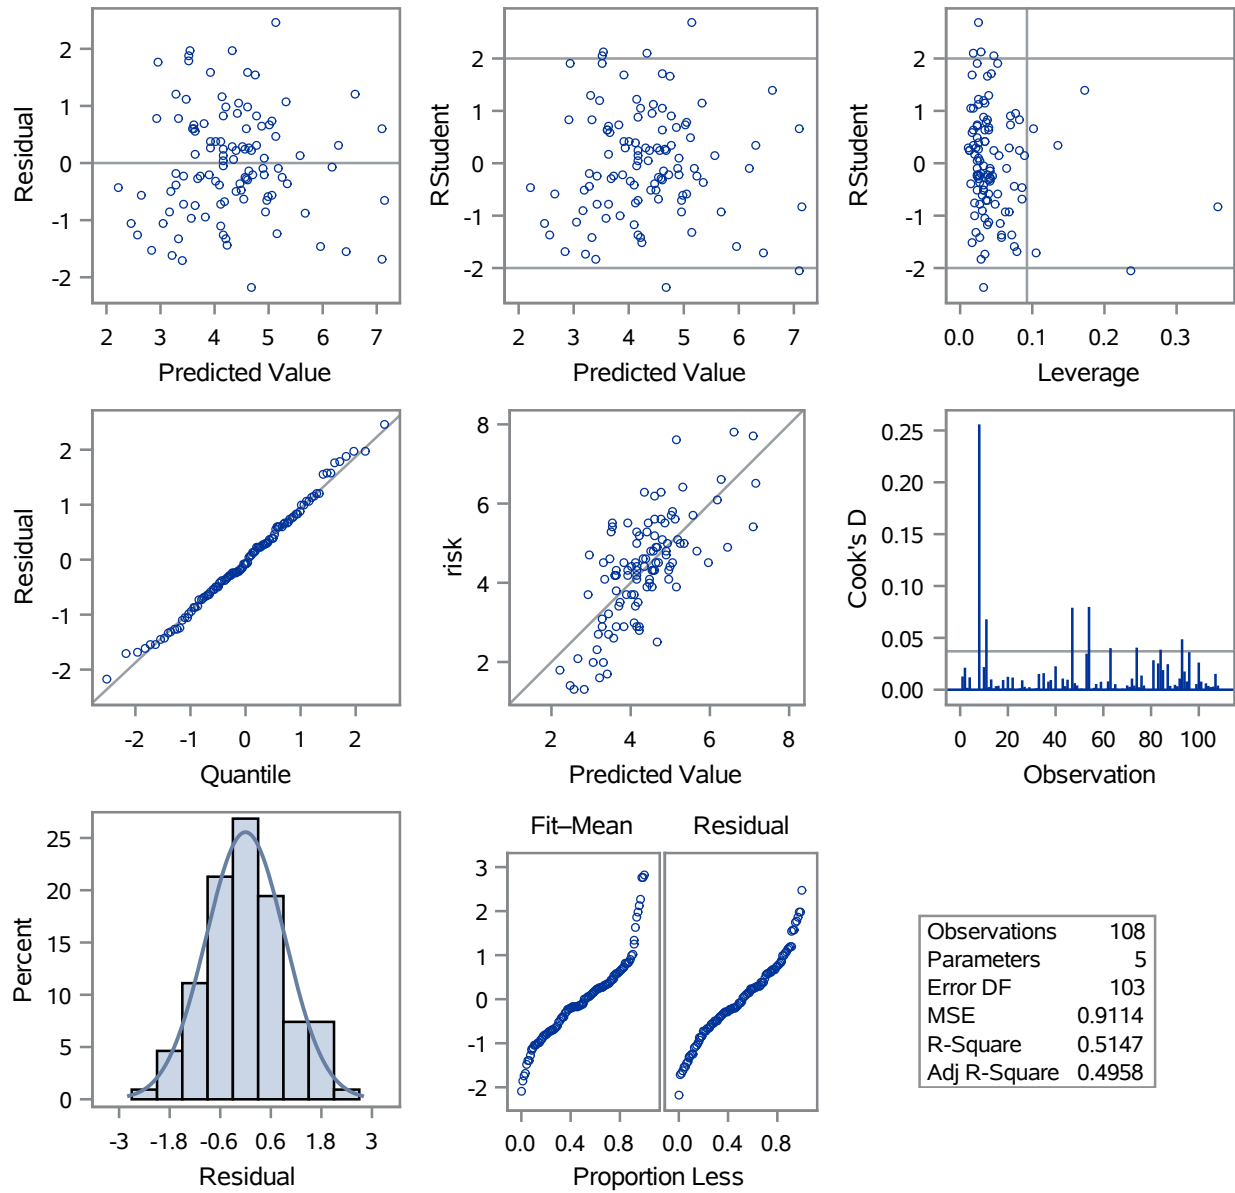 Residual
2
1
0
-1
-2
2 3 4 5 6 7
Predicted Value
RStudent
2
1
0
-1
-2
2 3 4 5 6 7
Predicted Value
RStudent
2
1
0
-1
-2
0.0 0.1 0.2 0.3
Leverage
Residual
2
1
0
-1
-2
-2 -1 0 1 2
Quantile
risk
8
6
4
2
2 4 6 8
Predicted Value
Cook's D
0.25
0.20
0.15
0.10
0.05
0.00
0 20 40 60 80 100
Observation
Percent
25
20
15
10
5
0
-3 -1.8 -0.6 0.6 1.8 3
Residual
Fit–Mean Residual
3
2
1
0
-1
-2
0.0 0.4 0.8 0.0 0.4 0.8
Proportion Less
Observations 108
Parameters 5
Error DF 103
MSE 0.9114
R-Square 0.5147
Adj R-Square 0.4958